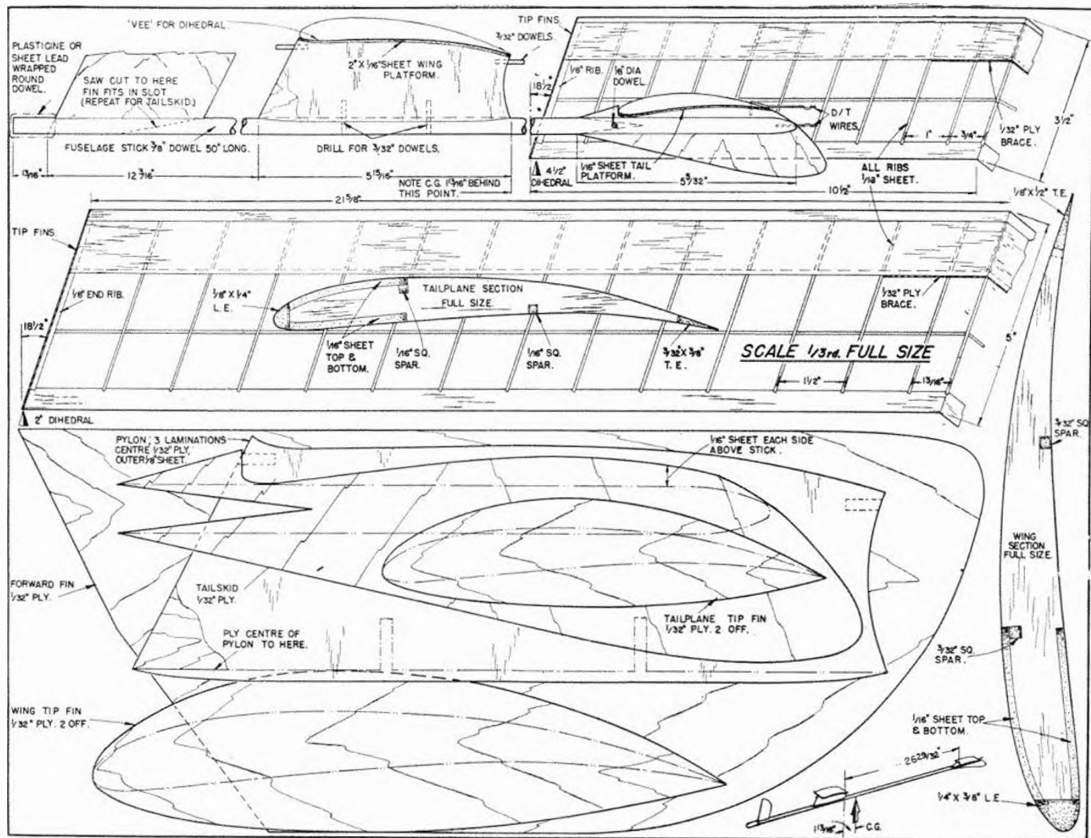 'VEE' FOR DIHEDRAL.
PLASTICINE OR
SHEET LEAD
WRAPPED
ROUND
DOWEL.
SAW CUT TO HERE
FIN FITS IN SLOT
(REPEAT FOR TAILSKID.)
2" X 1/16" SHEET WING
PLATFORM.
FUSELAGE STICK 3/8" DOWEL 50" LONG.
DRILL FOR 3/32" DOWELS.
12 3/16"
5 15/16"
NOTE C.G. 1 13/16" BEHIND
THIS POINT.
TIP FINS.
3/32" DOWELS.
1/8" RIB.
1/8" DIA
DOWEL.
18 1/2°
D/T
WIRES.
1"
3/4"
1/32" PLY
BRACE.
3 1/2"
4 1/2"
DIHEDRAL
1/16" SHEET TAIL
PLATFORM.
5 3/32"
ALL RIBS
1/16" SHEET.
10 1/2"
1/8" X 1/2" T.E.
21 5/8"
TIP FINS.
1/8" END RIB.
18 1/2°
3/8" X 1/4"
L.E.
TAILPLANE SECTION
FULL SIZE.
1/16" SHEET
TOP &
BOTTOM.
1/16" SQ.
SPAR.
1/16" SQ.
SPAR.
3/32" X 3/8"
T. E.
1/32" PLY
BRACE.
SCALE 1/3rd. FULL SIZE
1 1/2"
13/16"
5"
2" DIHEDRAL
PYLON; 3 LAMINATIONS
CENTRE 1/32" PLY,
OUTER 1/8" SHEET.
1/16" SHEET EACH SIDE
ABOVE STICK.
3/32" SQ
SPAR.
WING
SECTION
FULL SIZE.
FORWARD FIN
1/32" PLY.
TAILSKID
1/32" PLY.
TAILPLANE TIP FIN
1/32" PLY. 2 OFF.
PLY CENTRE OF
PYLON TO HERE.
3/32" SQ.
SPAR.
WING TIP FIN
1/32" PLY. 2 OFF.
1/16" SHEET TOP
& BOTTOM.
26 29/32"
1 13/16"
C.G.
1/4" X 3/8" L.E.